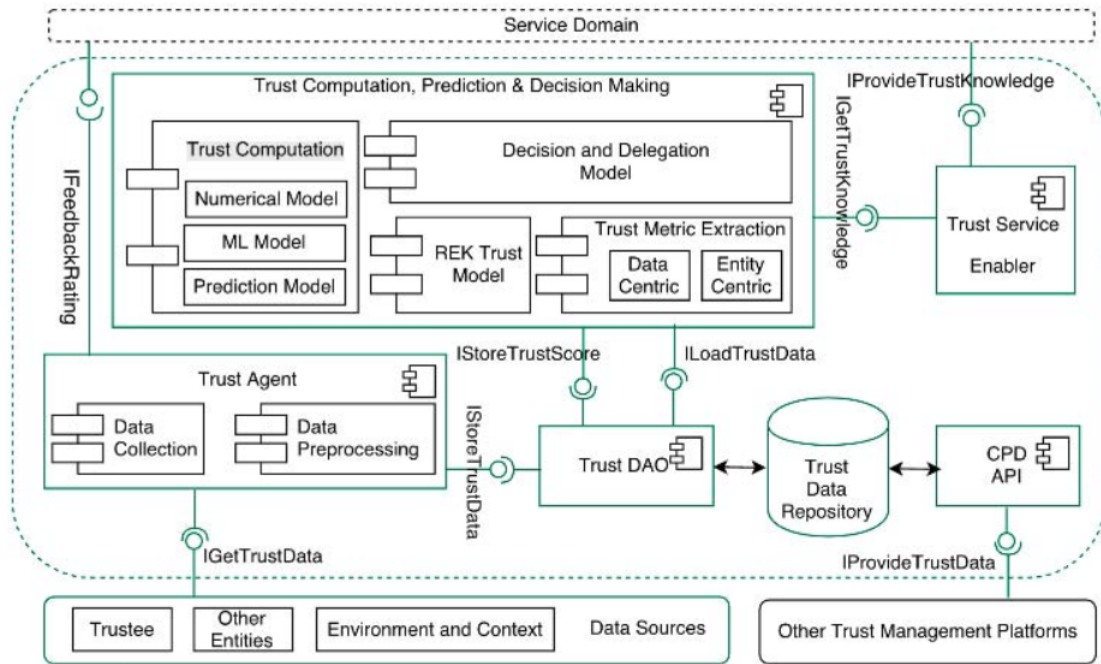 Service Domain
Trust Computation, Prediction & Decision Making
IProvideTrustKnowledge
IGetTrustKnowledge
IFeedbackRating
Trust Computation
Numerical Model
ML Model
Prediction Model
Decision and Delegation
Model
REK Trust
Model
Trust Metric Extraction
Data
Centric
Entity
Centric
Trust Service
Enabler
IStoreTrustScore
ILoadTrustData
Trust Agent
Data
Collection
Data
Preprocessing
IStoreTrustData
Trust DAO
Trust
Data
Repository
CPD
API
IGetTrustData
IProvideTrustData
Trustee
Other
Entities
Environment and Context
Data Sources
Other Trust Management Platforms